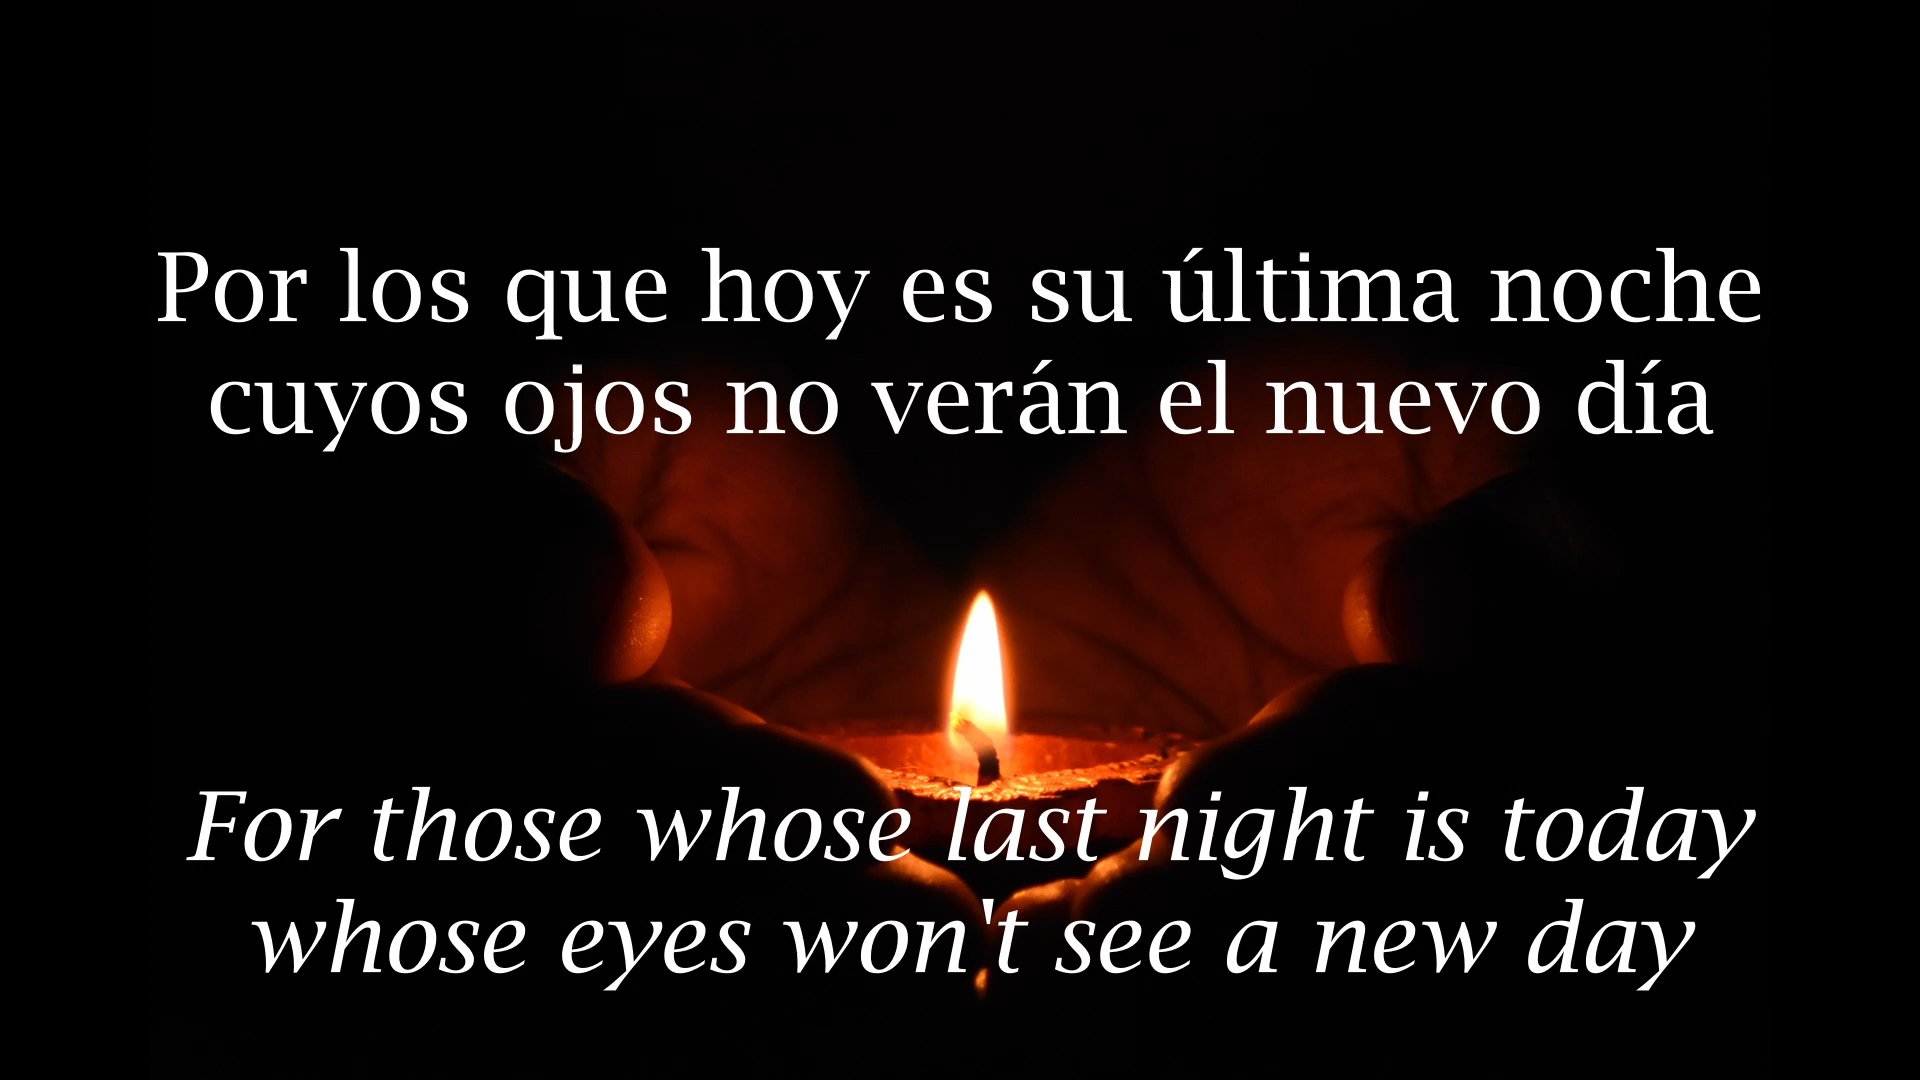 Por los que hoy es su última noche
cuyos ojos no verán el nuevo día
For those whose last night is today
whose eyes won't see a new day